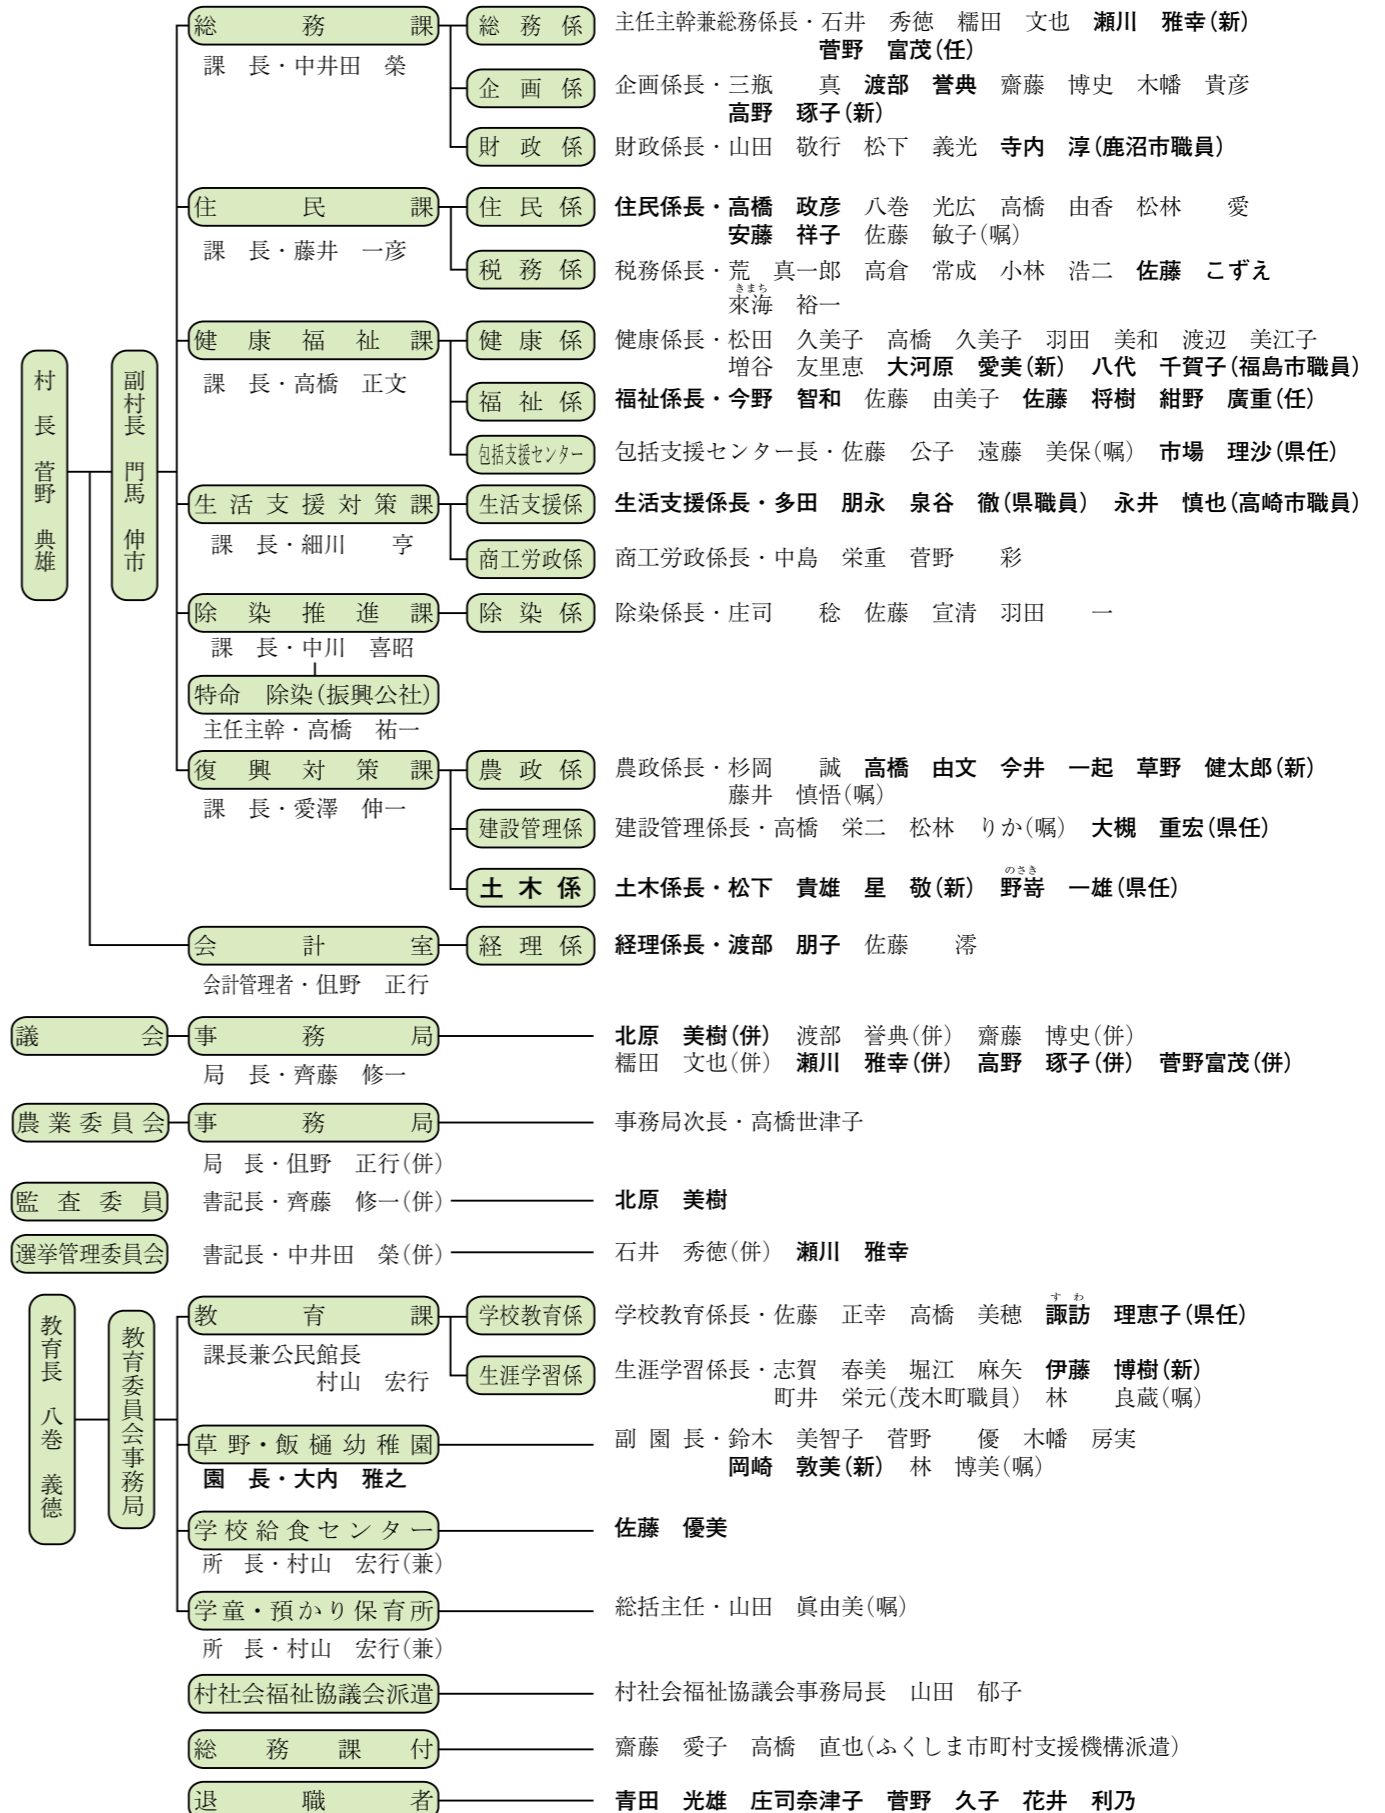 総務課 総務係 主任主幹兼総務係長・石井 秀徳 糯田 文也 瀬川 雅幸(新)
菅野 富茂(任)
課 長・中井田 榮
企画係 企画係長・三瓶 真 渡部 誉典 齋藤 博史 木幡 貴彦
高野 琢子(新)
財政係 財政係長・山田 敬行 松下 義光 寺内 淳(鹿沼市職員)
住民課 住民係 住民係長・高橋 政彦 八巻 光広 高橋 由香 松林 愛
安藤 祥子 佐藤 敏子(嘱)
課 長・藤井 一彦
税務係 税務係長・荒 真一郎 高倉 常成 小林 浩二 佐藤 こずえ
きまち
來海 裕一
村長 菅野 典雄
副村長 門馬 伸市
健康福祉課 健康係 健康係長・松田 久美子 高橋 久美子 羽田 美和 渡辺 美江子
増谷 友里恵 大河原 愛美(新) 八代 千賀子(福島市職員)
課 長・高橋 正文
福祉係 福祉係長・今野 智和 佐藤 由美子 佐藤 将樹 紺野 廣重(任)
包括支援センター 包括支援センター長・佐藤 公子 遠藤 美保(嘱) 市場 理沙(県任)
生活支援対策課 生活支援係 生活支援係長・多田 朋永 泉谷 徹(県職員) 永井 慎也(高崎市職員)
課 長・細川 亨
商工労政係 商工労政係長・中島 栄重 菅野 彩
除染推進課 除染係 除染係長・庄司 稔 佐藤 宣清 羽田 一
課 長・中川 喜昭
特命 除染(振興公社)
主任主幹・高橋 祐一
復興対策課 農政係 農政係長・杉岡 誠 高橋 由文 今井 一起 草野 健太郎(新)
藤井 慎悟(嘱)
課 長・愛澤 伸一
建設管理係 建設管理係長・高橋 栄二 松林 りか(嘱) 大槻 重宏(県任)
のさき
土木係 土木係長・松下 貴雄 星 敬(新) 野嵜 一雄(県任)
会計室 経理係 経理係長・渡部 朋子 佐藤 澪
会計管理者・伹野 正行
議会 事務局 北原 美樹(併) 渡部 誉典(併) 齋藤 博史(併)
糯田 文也(併) 瀬川 雅幸(併) 高野 琢子(併) 菅野富茂(併)
局 長・齊藤 修一
農業委員会 事務局 事務局次長・高橋世津子
局 長・伹野 正行(併)
監査委員 書記長・齊藤 修一(併) 北原 美樹
選挙管理委員会 書記長・中井田 榮(併) 石井 秀徳(併) 瀬川 雅幸
教育長 八巻 義徳
教育委員会事務局
すわ
教育課 学校教育係 学校教育係長・佐藤 正幸 高橋 美穂 諏訪 理恵子(県任)
課長兼公民館長
村山 宏行
生涯学習係 生涯学習係長・志賀 春美 堀江 麻矢 伊藤 博樹(新)
町井 栄元(茂木町職員) 林 良蔵(嘱)
草野・飯樋幼稚園 副園長・鈴木 美智子 菅野 優 木幡 房実
岡崎 敦美(新) 林 博美(嘱)
園 長・大内 雅之
学校給食センター 佐藤 優美
所 長・村山 宏行(兼)
学童・預かり保育所 総括主任・山田 眞由美(嘱)
所 長・村山 宏行(兼)
村社会福祉協議会派遣 村社会福祉協議会事務局長 山田 郁子
総務課付 齋藤 愛子 高橋 直也(ふくしま市町村支援機構派遣)
退職者 青田 光雄 庄司奈津子 菅野 久子 花井 利乃